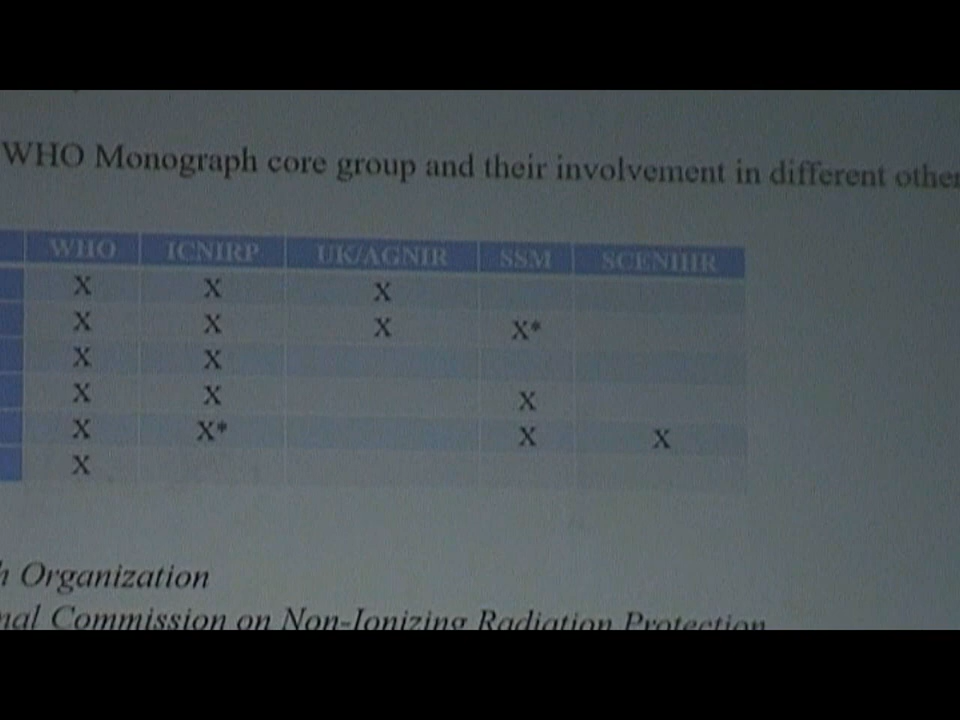 WHO Monograph core group and their involvement in different other
WHO ICNIRP UK/AGNIR SSM SCENIHR
X X X
X X X X*
X X
X X X
X X* X X
X
h Organization
nal Commission on Non-Ionizing Radiation Protection